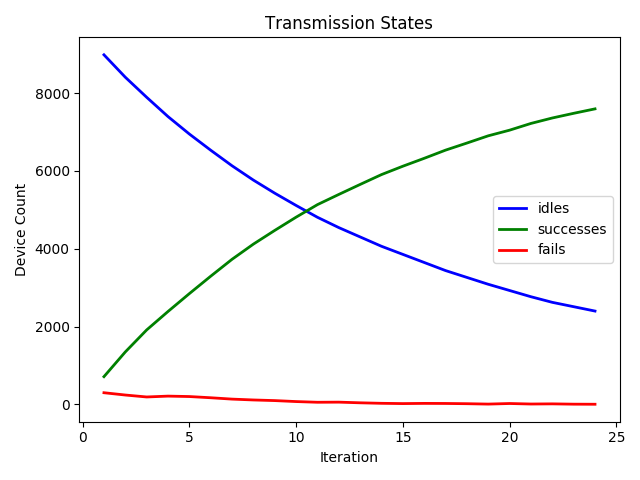 Transmission States
Device Count
8000
6000
4000
2000
0
idles
successes
fails
0 5 10 15 20 25
Iteration